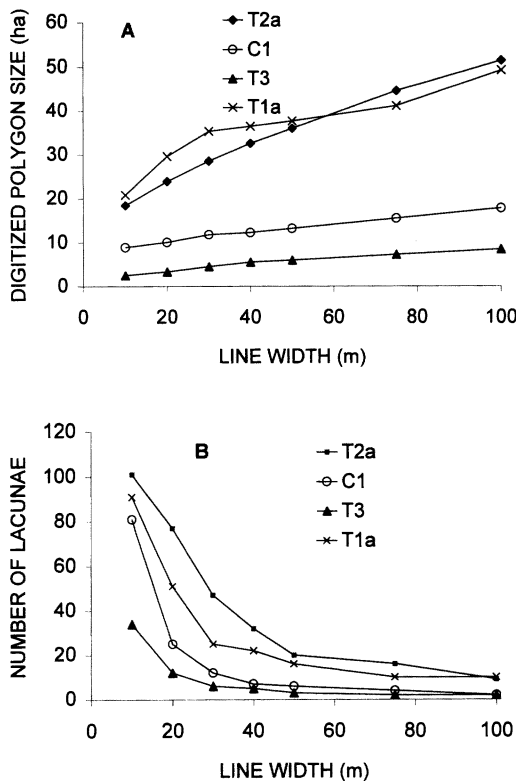 A
T2a
C1
T3
T1a
DIGITIZED POLYGON SIZE (ha)
60
50
40
30
20
10
0
0 20 40 60 80 100
LINE WIDTH (m)
B
T2a
C1
T3
T1a
NUMBER OF LACUNAE
120
100
80
60
40
20
0
0 20 40 60 80 100
LINE WIDTH (m)